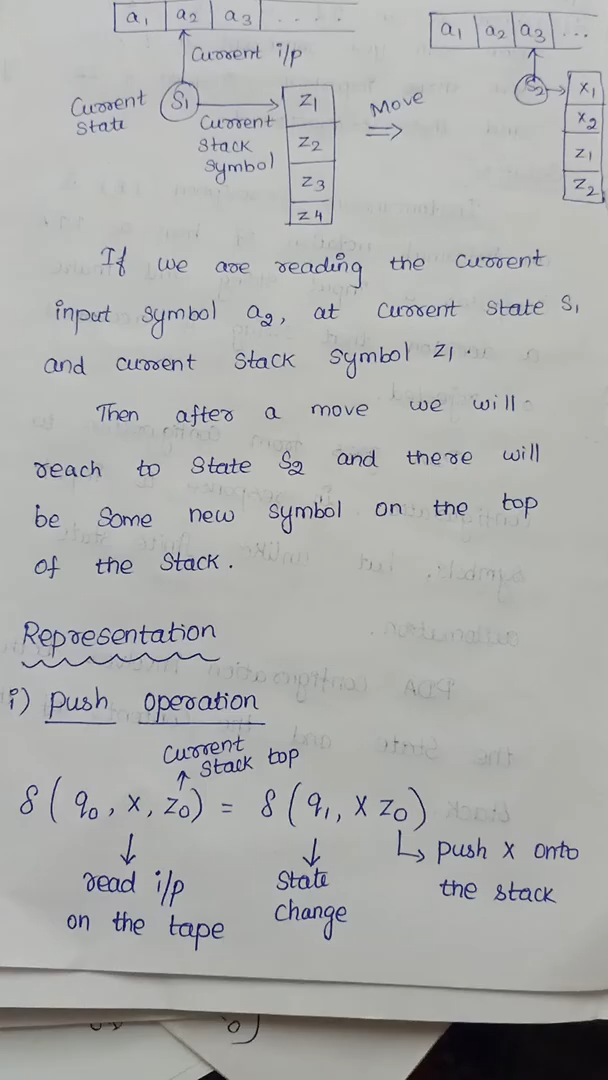 a1 a2 a3 . . . .
a1 a2 a3 ...
Current i/p
Current State
S1
Current Stack Symbol
Z1
Z2
Z3
Z4
Move
⇒
S2
X1
X2
Z1
Z2
If we are reading the current
input symbol a2, at current state S1
and current stack symbol Z1.
Then after a move we will
reach to state S2 and there will
be some new symbol on the top
of the stack.
Representation
i) Push operation
Current
Stack top
δ(q0, x, z0) = δ(q1, x z0)
read i/p
on the tape
State
change
push x onto
the stack